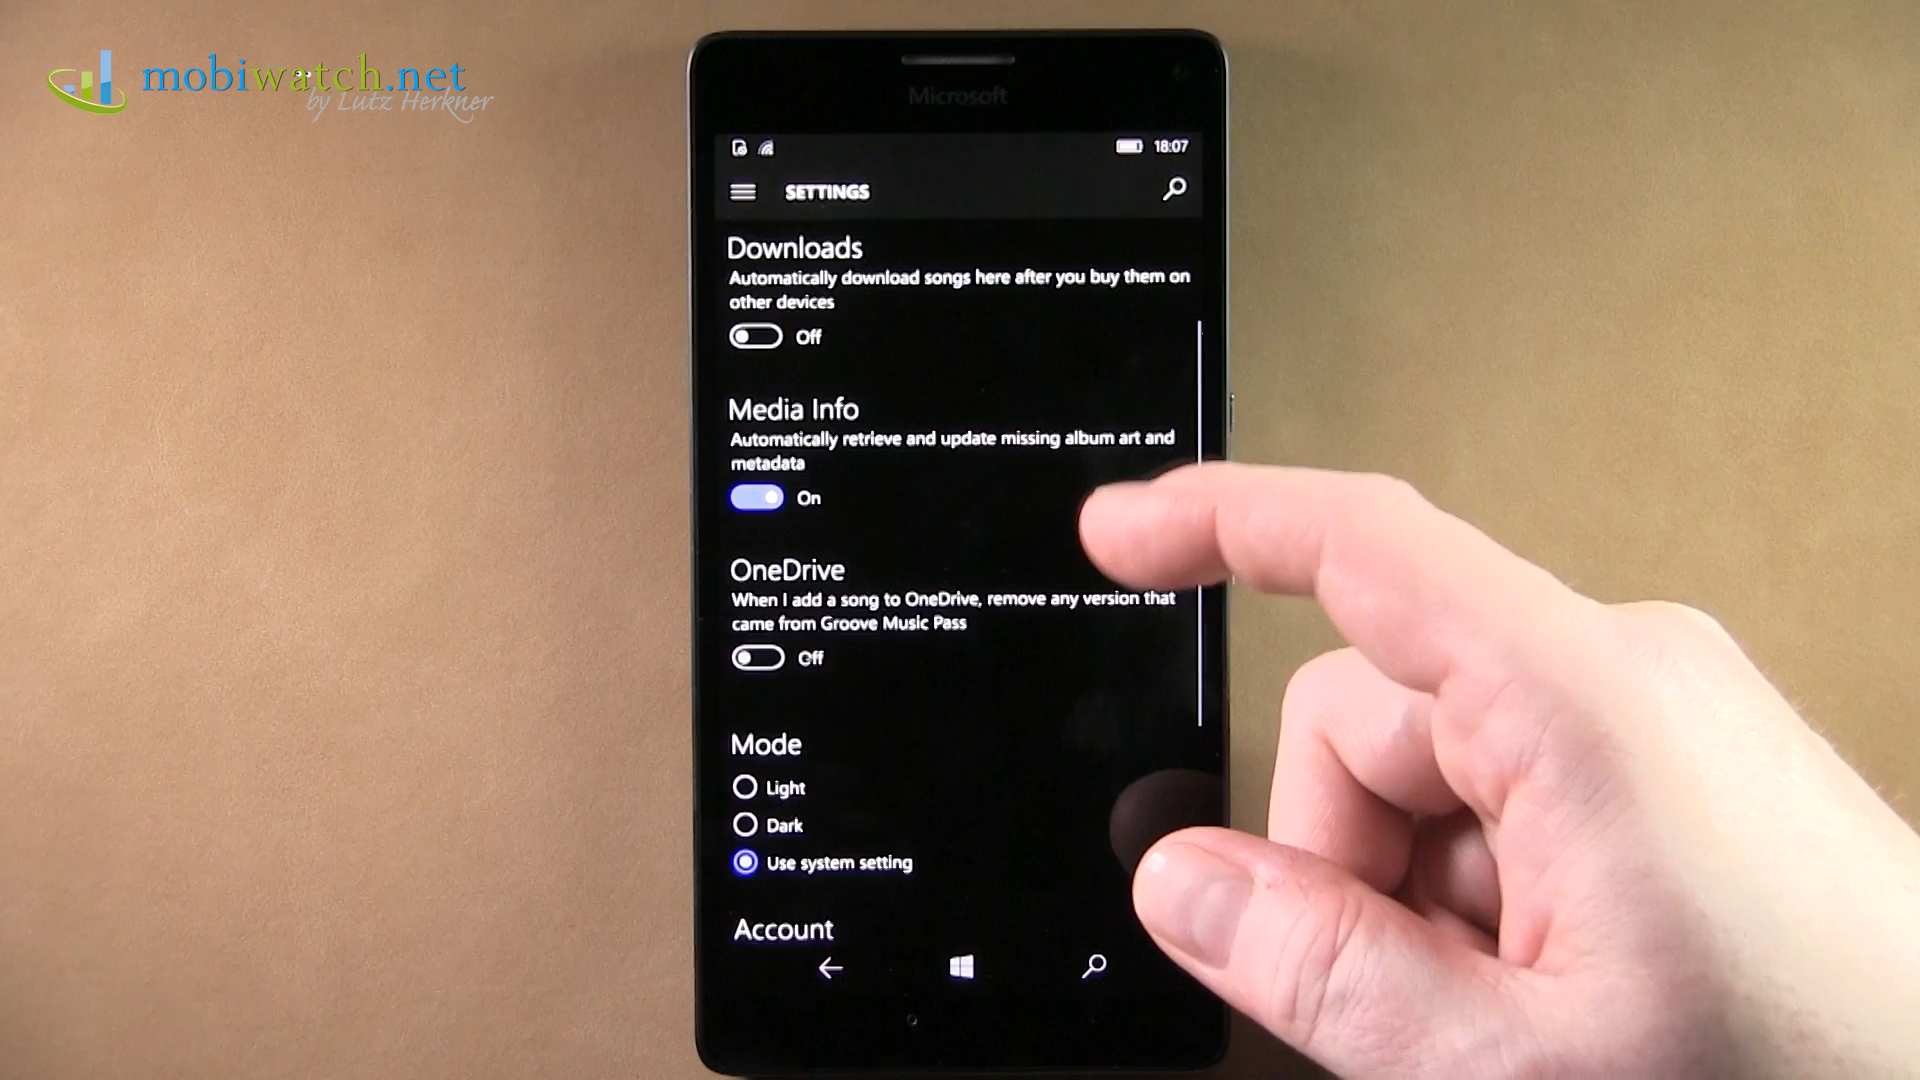 mobiwatch.net
by Lutz Herkner
Microsoft
18:07
SETTINGS
Downloads
Automatically download songs here after you buy them on
other devices
Off
Media Info
Automatically retrieve and update missing album art and
metadata
On
OneDrive
When I add a song to OneDrive, remove any version that
came from Groove Music Pass
Off
Mode
Light
Dark
Use system setting
Account